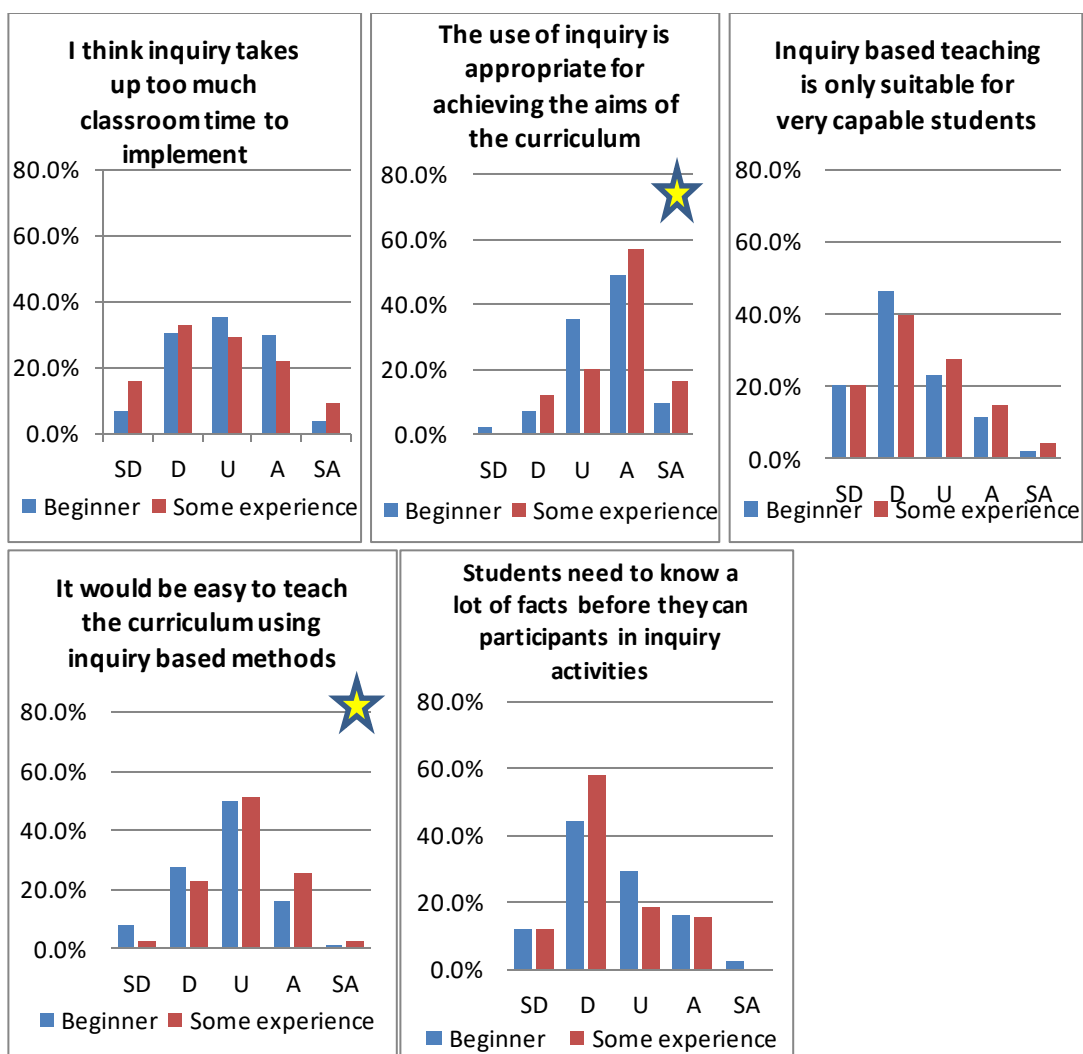 I think inquiry takes
up too much
classroom time to
implement
80.0%
60.0%
40.0%
20.0%
0.0%
SD D U A SA
Beginner Some experience
The use of inquiry is
appropriate for
achieving the aims of
the curriculum
80.0%
60.0%
40.0%
20.0%
0.0%
SD D U A SA
Beginner Some experience
Inquiry based teaching
is only suitable for
very capable students
80.0%
60.0%
40.0%
20.0%
0.0%
SD D U A SA
Beginner Some experience
It would be easy to teach
the curriculum using
inquiry based methods
80.0%
60.0%
40.0%
20.0%
0.0%
SD D U A SA
Beginner Some experience
Students need to know a
lot of facts before they can
participants in inquiry
activities
80.0%
60.0%
40.0%
20.0%
0.0%
SD D U A SA
Beginner Some experience